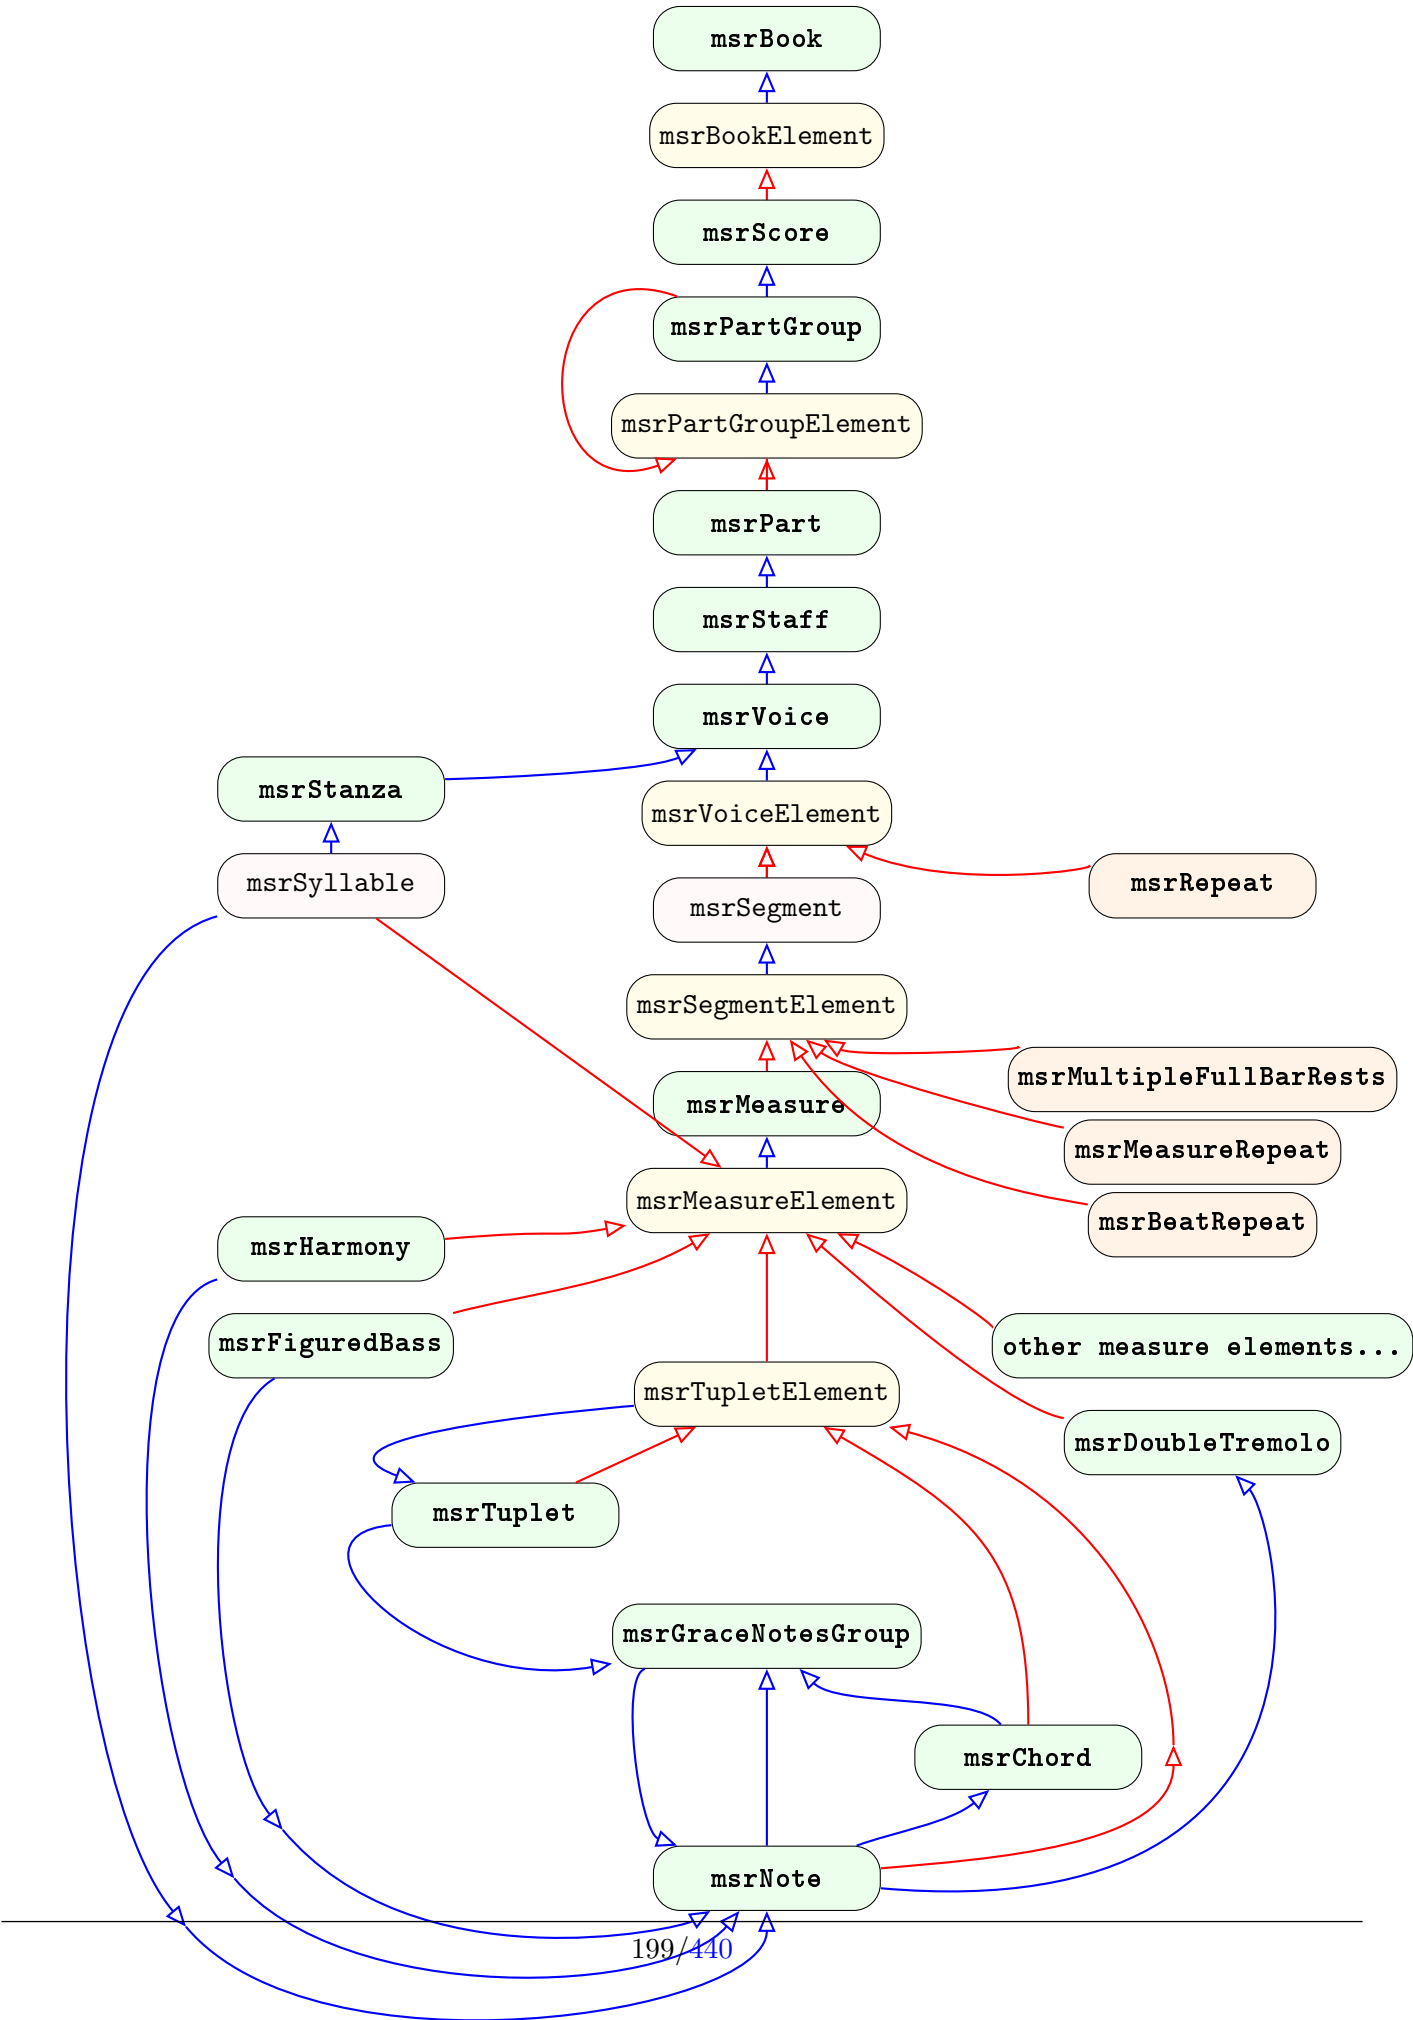 msrBook
msrBookElement
msrScore
msrPartGroup
msrPartGroupElement
msrPart
msrStaff
msrVoice
msrStanza
msrVoiceElement
msrSyllable
msrRepeat
msrSegment
msrSegmentElement
msrMultipleFullBarRests
msrMeasure
msrMeasureRepeat
msrMeasureElement
msrBeatRepeat
msrHarmony
msrFiguredBass
other measure elements...
msrTupletElement
msrDoubleTremolo
msrTuplet
msrGraceNotesGroup
msrChord
msrNote
199/440